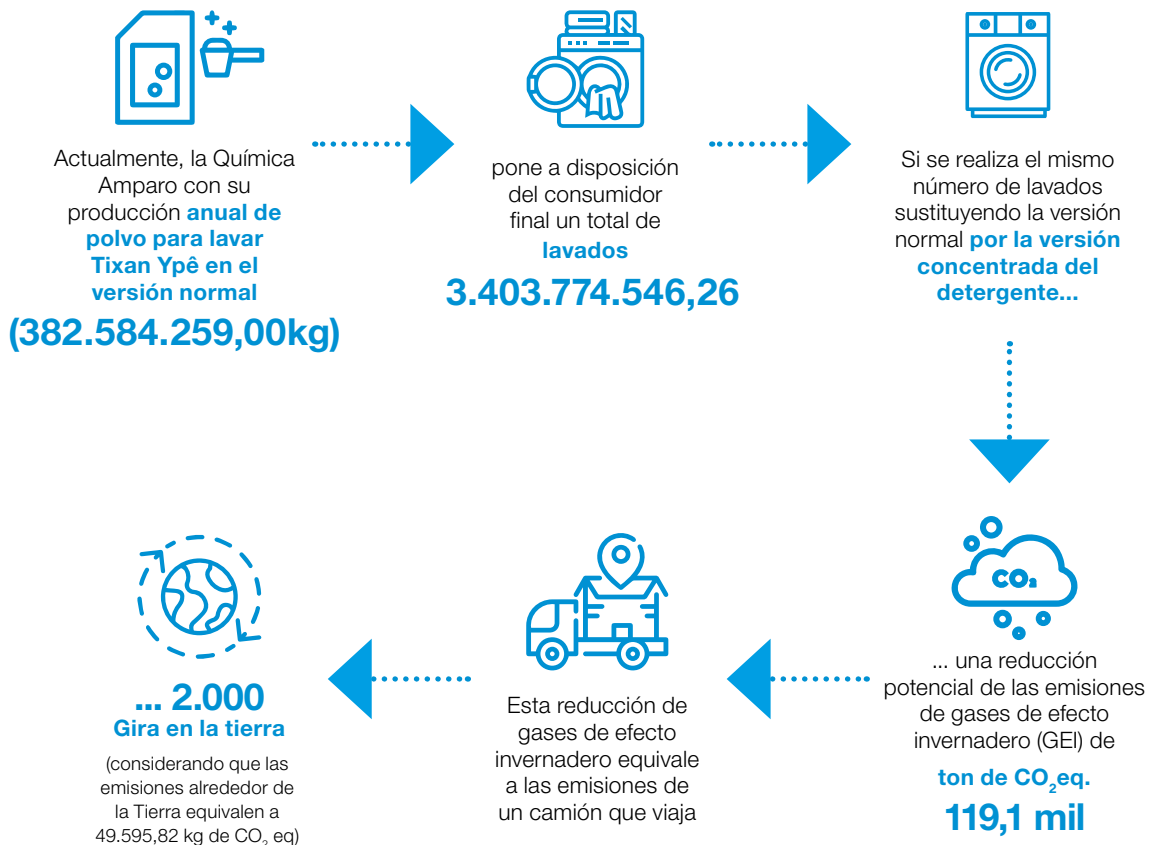 Actualmente, la Química
Amparo con su
producción anual de
polvo para lavar
Tixan Ypê en el
versión normal
(382.584.259,00kg)
pone a disposición
del consumidor
final un total de
lavados
3.403.774.546,26
Si se realiza el mismo
número de lavados
sustituyendo la versión
normal por la versión
concentrada del
detergente...
CO₂
... una reducción
potencial de las emisiones
de gases de efecto
invernadero (GEI) de
ton de CO₂eq.
119,1 mil
Esta reducción de
gases de efecto
invernadero equivale
a las emisiones de
un camión que viaja
... 2.000
Gira en la tierra
(considerando que las
emisiones alrededor de
la Tierra equivalen a
49.595,82 kg de CO₂ eq)